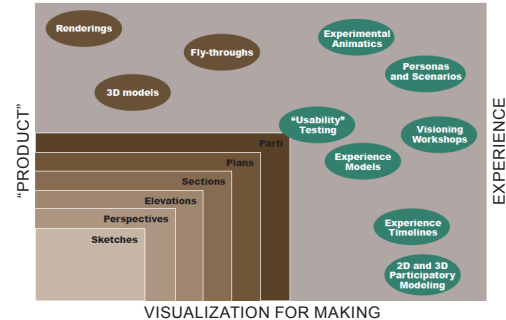 Renderings
Fly-throughs
3D models
Experimental
Animatics
Personas
and Scenarios
"Usability"
Testing
Visioning
Workshops
Experience
Models
Experience
Timelines
2D and 3D
Participatory
Modeling
Parti
Plans
Sections
Elevations
Perspectives
Sketches
"PRODUCT"
EXPERIENCE
VISUALIZATION FOR MAKING